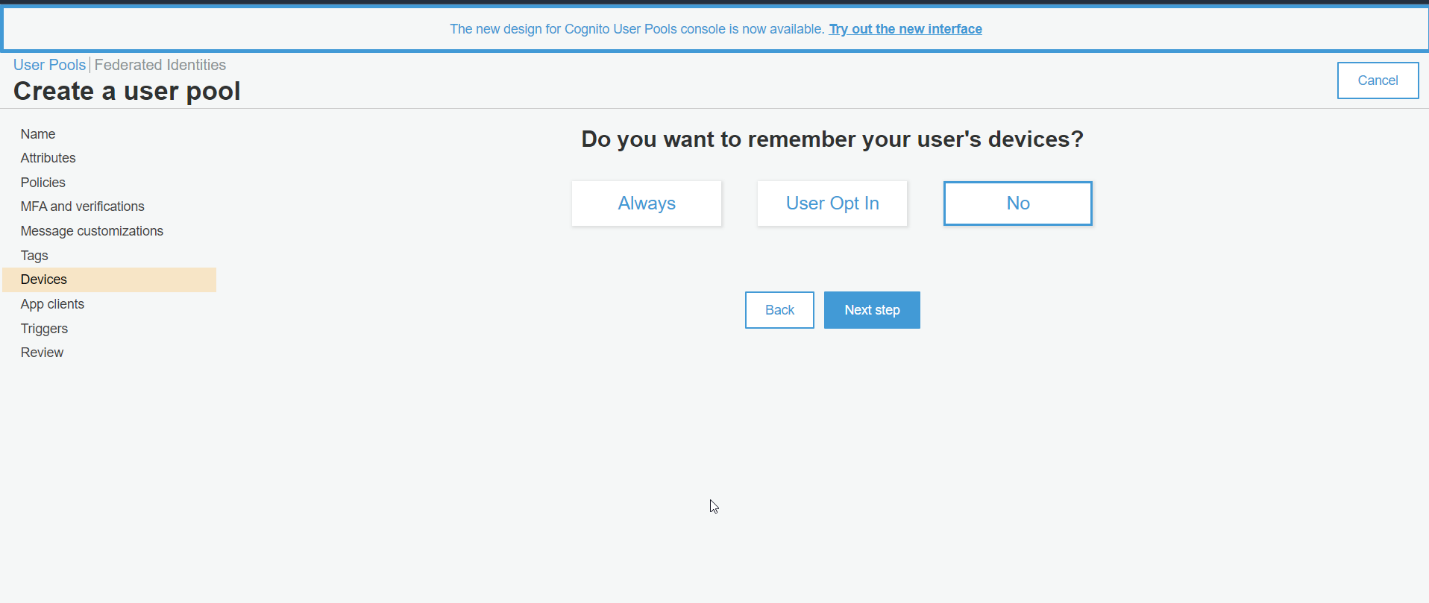 The new design for Cognito User Pools console is now available. Try out the new interface
User Pools Federated Identities
Create a user pool
Cancel
Name
Attributes
Policies
MFA and verifications
Message customizations
Tags
Devices
App clients
Triggers
Review
Do you want to remember your user's devices?
Always User Opt In No
Back Next step